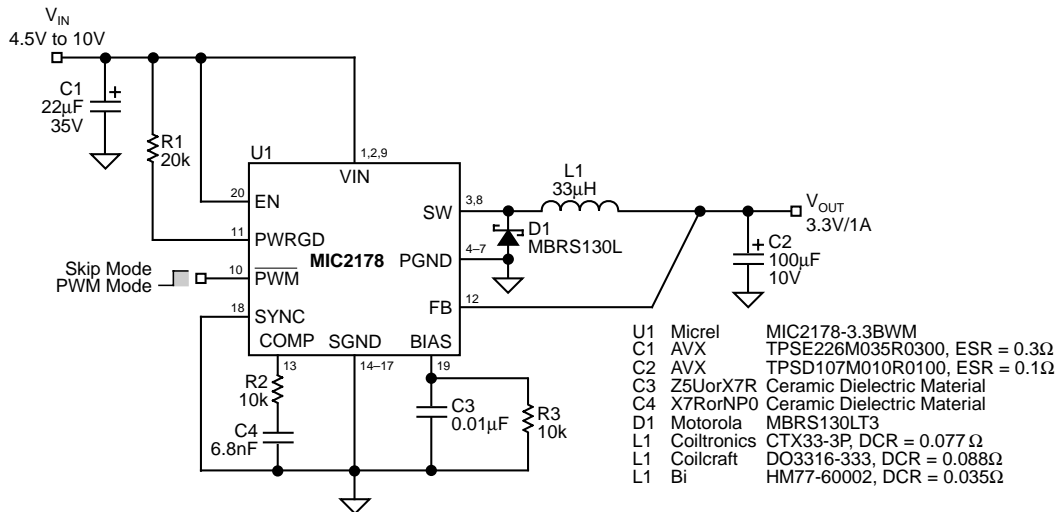 VIN
4.5V to 10V
C1
22µF
35V
+
R1
20k
U1
1,2,9
VIN
20
EN
11
PWRGD
MIC2178
Skip Mode
PWM Mode
10
PWM
18
SYNC
COMP
SGND
BIAS
13
14–17
19
SW
3,8
PGND
4–7
FB
12
L1
33µH
D1
MBRS130L
VOUT
3.3V/1A
+
C2
100µF
10V
R2
10k
C4
6.8nF
C3
0.01µF
R3
10k
U1 Micrel MIC2178-3.3BWM
C1 AVX TPSE226M035R0300, ESR = 0.3Ω
C2 AVX TPSD107M010R0100, ESR = 0.1Ω
C3 Z5UorX7R Ceramic Dielectric Material
C4 X7RorNP0 Ceramic Dielectric Material
D1 Motorola MBRS130LT3
L1 Coiltronics CTX33-3P, DCR = 0.077Ω
L1 Coilcraft DO3316-333, DCR = 0.088Ω
L1 Bi HM77-60002, DCR = 0.035Ω